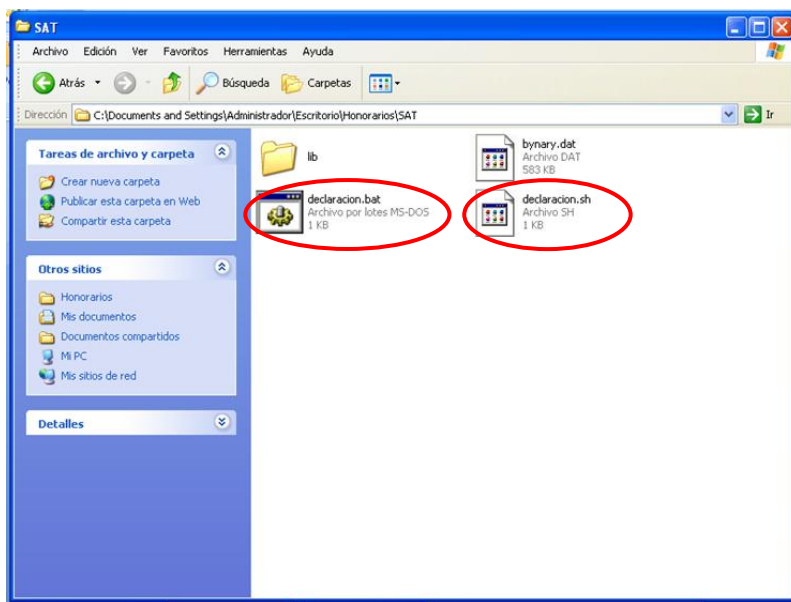 SAT
Archivo Edición Ver Favoritos Herramientas Ayuda
Atrás Búsqueda Carpetas
Dirección C:\Documents and Settings\Administrador\Escritorio\Honorarios\SAT Ir
Tareas de archivo y carpeta
Crear nueva carpeta
Publicar esta carpeta en Web
Compartir esta carpeta
Otros sitios
Honorarios
Mis documentos
Documentos compartidos
Mi PC
Mis sitios de red
Detalles
lib
bynary.dat
Archivo DAT
583 KB
declaracion.bat
Archivo por lotes MS-DOS
1 KB
declaracion.sh
Archivo SH
1 KB